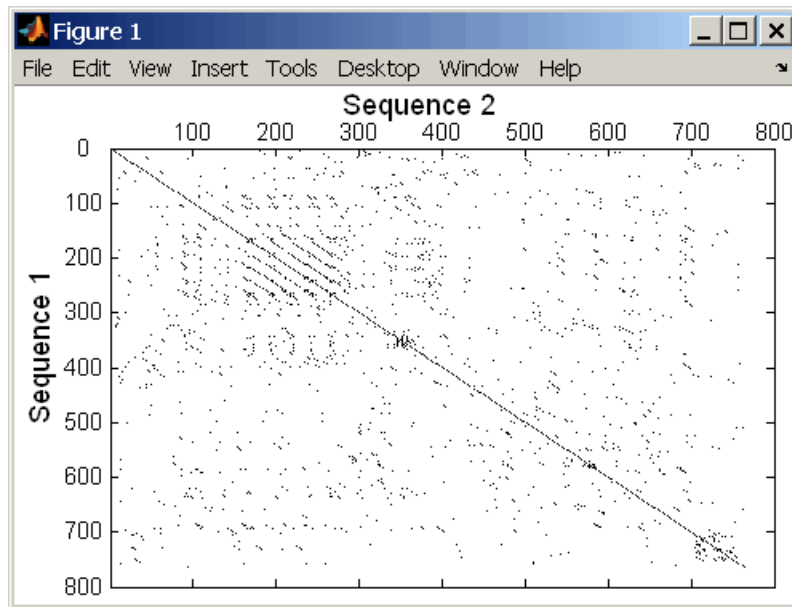 Figure 1
File Edit View Insert Tools Desktop Window Help
Sequence 2
100 200 300 400 500 600 700 800
0
100
200
300
400
500
600
700
800
Sequence 1